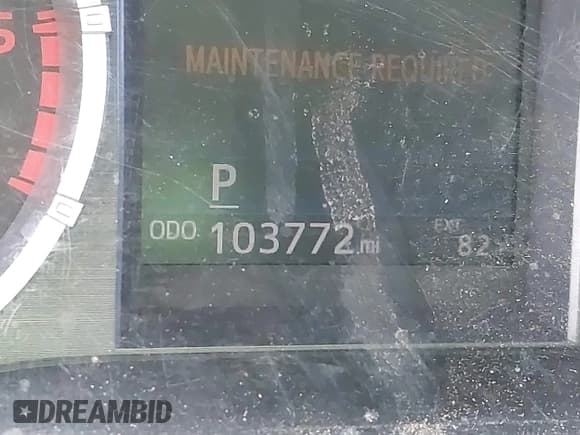 MAINTENANCE REQUIRED
P
ODO 103772 mi EXT 82
DREAMBID